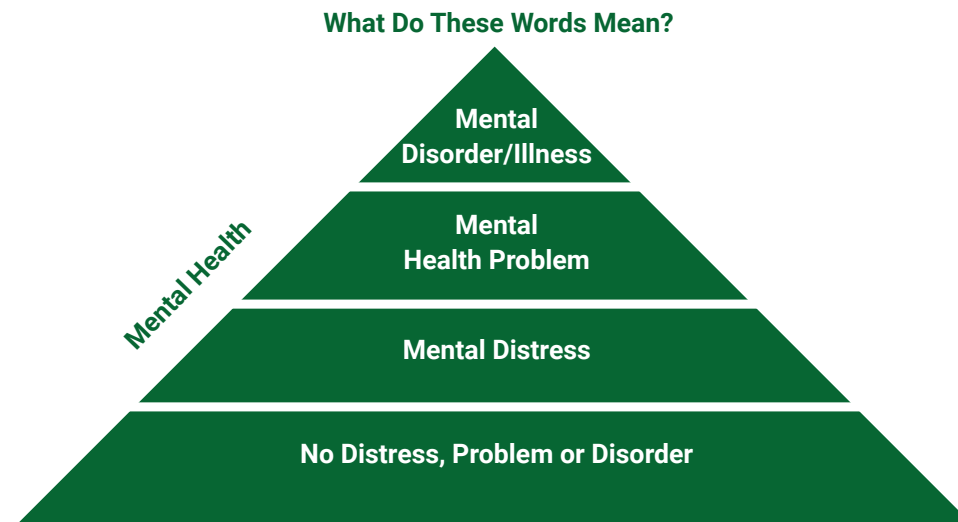 What Do These Words Mean?
Mental
Disorder/Illness
Mental
Health Problem
Mental Health
Mental Distress
No Distress, Problem or Disorder